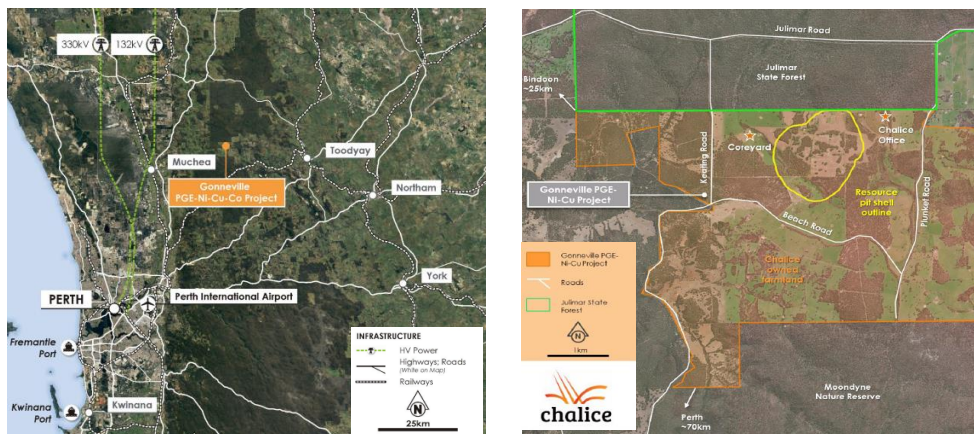 330kV
132kV
Muchea
Toodyay
Gonneville
PGE-Ni-Cu-Co Project
Northam
York
PERTH
Perth International Airport
Fremantle
Port
Kwinana
Port
Kwinana
INFRASTRUCTURE
HV Power
Highways; Roads
(White on Map)
Railways
N
25km
Julimar Road
Julimar
State Forest
Bindoon
~25km
Keating Road
Coreyard
Chalice
Office
Gonneville PGE-
Ni-Cu Project
Resource
pit shell
outline
Plunket Road
Beach Road
Chalice
owned
farmland
Gonneville PGE-
Ni-Cu Project
Roads
Julimar State
Forest
N
1km
chalice
Perth
~70km
Moondyne
Nature Reserve